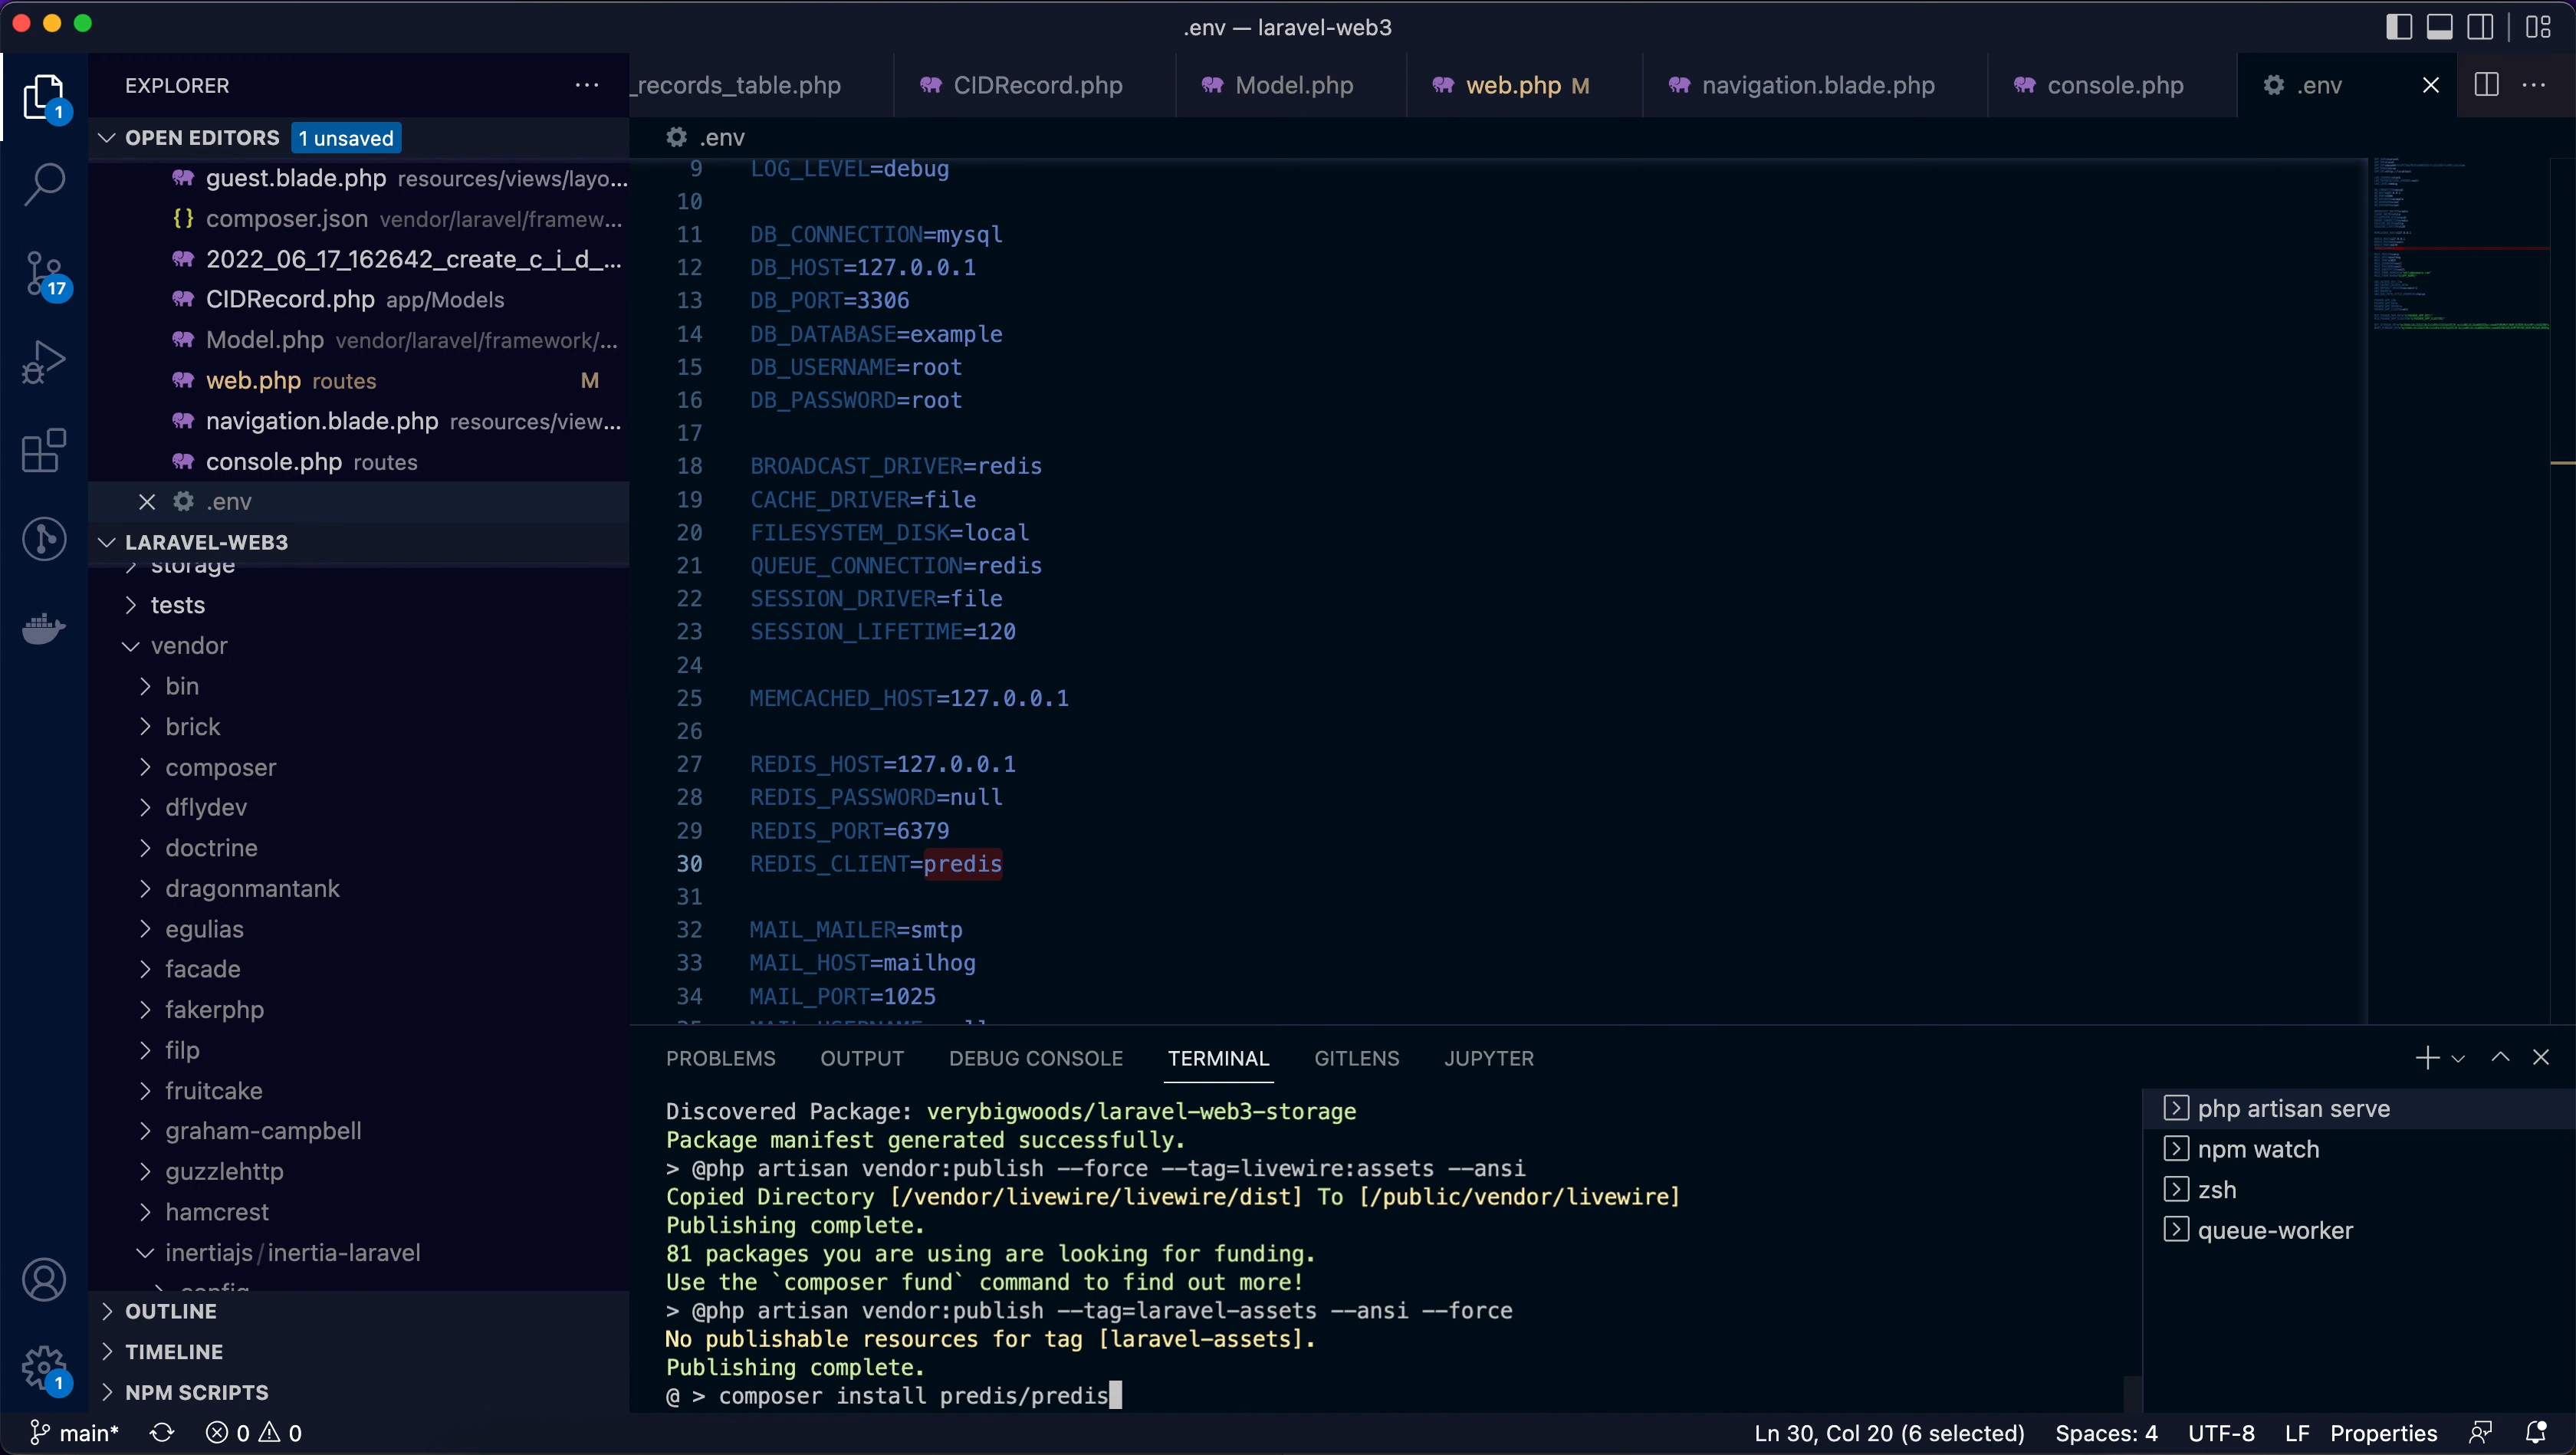 .env — laravel-web3
EXPLORER
_records_table.php
CIDRecord.php
Model.php
web.php M
navigation.blade.php
console.php
.env
1
OPEN EDITORS 1 unsaved
guest.blade.php resources/views/layo...
composer.json vendor/laravel/framew...
2022_06_17_162642_create_c_i_d_...
CIDRecord.php app/Models
Model.php vendor/laravel/framework/...
web.php routes M
navigation.blade.php resources/view...
console.php routes
.env
17
LARAVEL-WEB3
storage
tests
vendor
bin
brick
composer
dflydev
doctrine
dragonmantank
egulias
facade
fakerphp
filp
fruitcake
graham-campbell
guzzlehttp
hamcrest
inertiajs/inertia-laravel
config
OUTLINE
TIMELINE
NPM SCRIPTS
1
.env
9 LOG_LEVEL=debug
10
11 DB_CONNECTION=mysql
12 DB_HOST=127.0.0.1
13 DB_PORT=3306
14 DB_DATABASE=example
15 DB_USERNAME=root
16 DB_PASSWORD=root
17
18 BROADCAST_DRIVER=redis
19 CACHE_DRIVER=file
20 FILESYSTEM_DISK=local
21 QUEUE_CONNECTION=redis
22 SESSION_DRIVER=file
23 SESSION_LIFETIME=120
24
25 MEMCACHED_HOST=127.0.0.1
26
27 REDIS_HOST=127.0.0.1
28 REDIS_PASSWORD=null
29 REDIS_PORT=6379
30 REDIS_CLIENT=predis
31
32 MAIL_MAILER=smtp
33 MAIL_HOST=mailhog
34 MAIL_PORT=1025
PROBLEMS OUTPUT DEBUG CONSOLE TERMINAL GITLENS JUPYTER
Discovered Package: verybigwoods/laravel-web3-storage
Package manifest generated successfully.
> @php artisan vendor:publish --force --tag=livewire:assets --ansi
Copied Directory [/vendor/livewire/livewire/dist] To [/public/vendor/livewire]
Publishing complete.
81 packages you are using are looking for funding.
Use the `composer fund` command to find out more!
> @php artisan vendor:publish --tag=laravel-assets --ansi --force
No publishable resources for tag [laravel-assets].
Publishing complete.
@ > composer install predis/predis
php artisan serve
npm watch
zsh
queue-worker
main* 0 0
Ln 30, Col 20 (6 selected) Spaces: 4 UTF-8 LF Properties